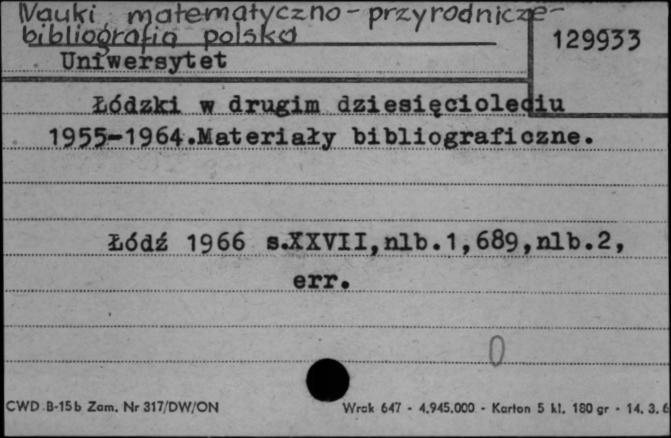 Nauki matematyczno-przyrodnicze-
bibliografia polska
129933
Uniwersytet
Łódzki w drugim dziesięcioleciu
1955-1964.Materiały bibliograficzne.
Łódź 1966 s.XXVII,nlb.1,689,nlb.2,
err.
0
CWD B-15b Zam. Nr 317/DW/ON
Wrak 647 - 4.945.000 - Karton 5 kl. 180 gr - 14. 3. 6